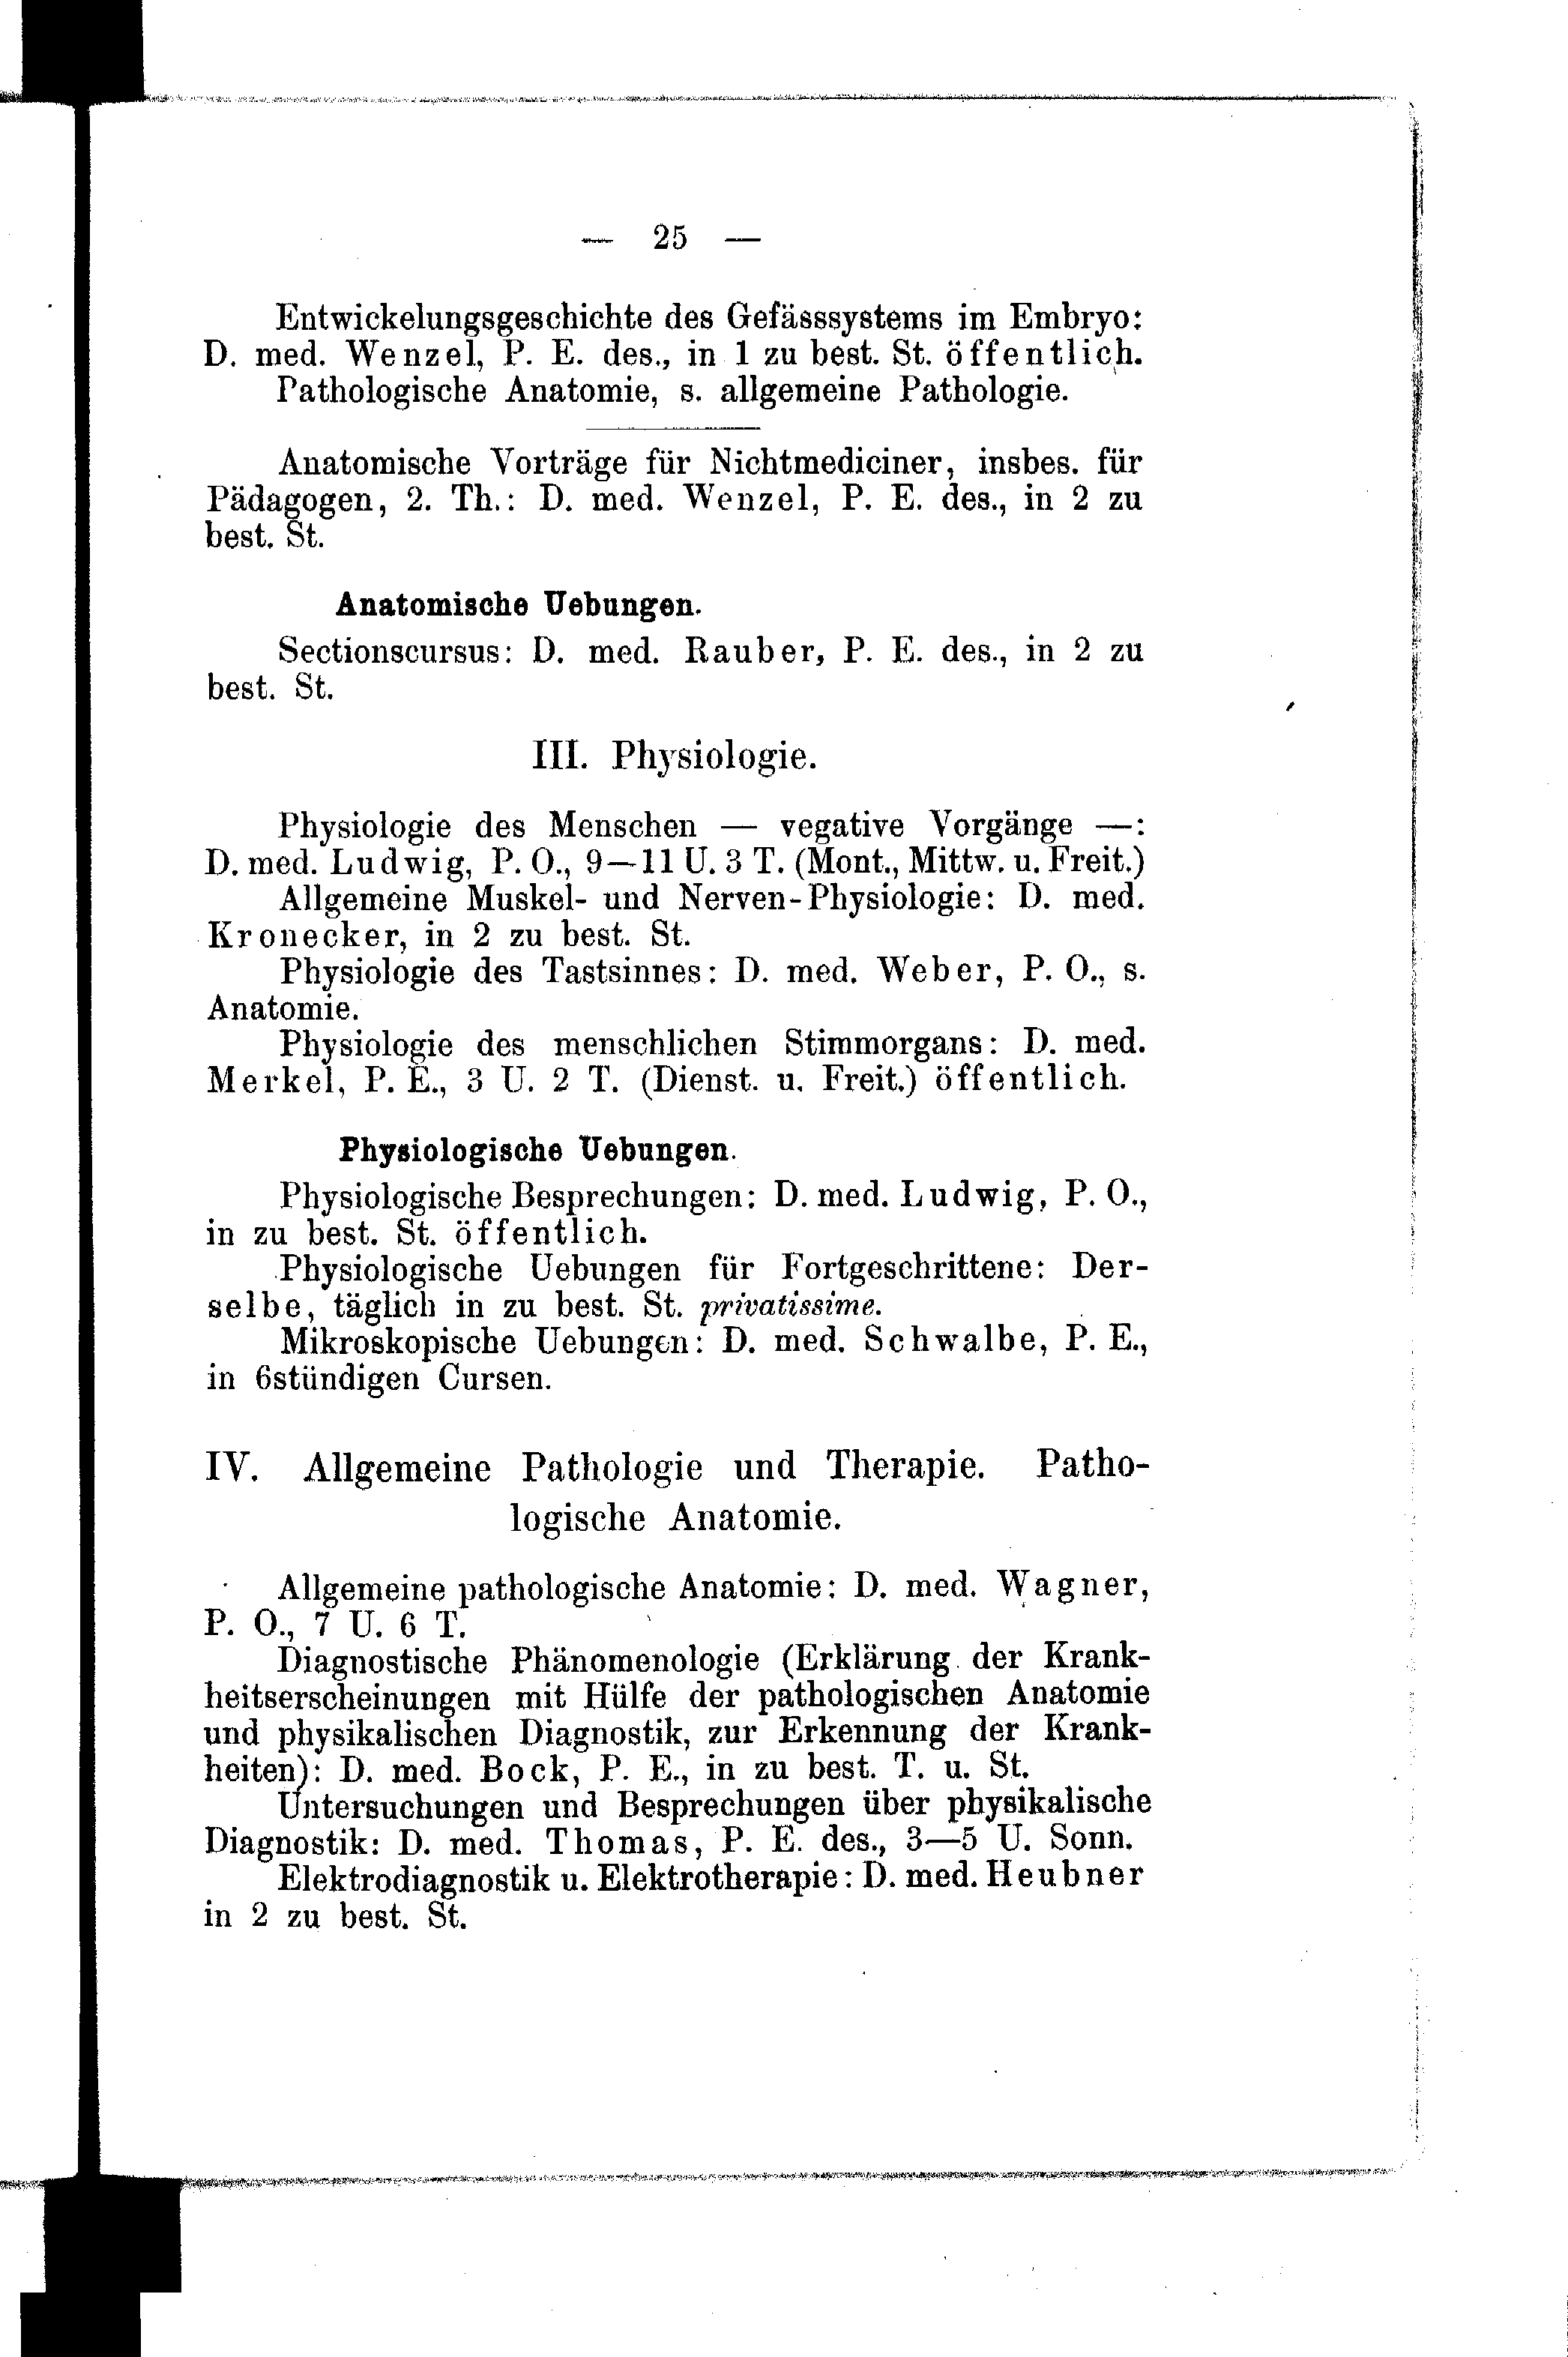 — 25 —
Entwickelungsgeschichte des Gefässsystems im Embryo:
D. med. Wenzel, P. E. des., in 1 zu best. St. öffentlich.
Pathologische Anatomie, s. allgemeine Pathologie.
Anatomische Vorträge für Nichtmediciner, insbes. für
Pädagogen, 2. Th.: D. med. Wenzel, P. E. des., in 2 zu
best. St.
Anatomische Uebungen.
Sectionscursus: D. med. Rauber, P. E. des., in 2 zu
best. St.
III. Physiologie.
Physiologie des Menschen — vegative Vorgänge —:
D. med. Ludwig, P. O., 9—11 U. 3 T. (Mont., Mittw. u. Freit.)
Allgemeine Muskel- und Nerven-Physiologie: D. med.
Kronecker, in 2 zu best. St.
Physiologie des Tastsinnes: D. med. Weber, P. O., s.
Anatomie.
Physiologie des menschlichen Stimmorgans: D. med.
Merkel, P. E., 3 U. 2 T. (Dienst. u. Freit.) öffentlich.
Physiologische Uebungen.
Physiologische Besprechungen: D. med. Ludwig, P. O.,
in zu best. St. öffentlich.
Physiologische Uebungen für Fortgeschrittene: Der-
selbe, täglich in zu best. St. privatissime.
Mikroskopische Uebungen: D. med. Schwalbe, P. E.,
in 6stündigen Cursen.
IV. Allgemeine Pathologie und Therapie. Patho-
logische Anatomie.
Allgemeine pathologische Anatomie: D. med. Wagner,
P. O., 7 U. 6 T.
Diagnostische Phänomenologie (Erklärung der Krank-
heitserscheinungen mit Hülfe der pathologischen Anatomie
und physikalischen Diagnostik, zur Erkennung der Krank-
heiten): D. med. Bock, P. E., in zu best. T. u. St.
Untersuchungen und Besprechungen über physikalische
Diagnostik: D. med. Thomas, P. E. des., 3—5 U. Sonn.
Elektrodiagnostik u. Elektrotherapie: D. med. Heubner
in 2 zu best. St.